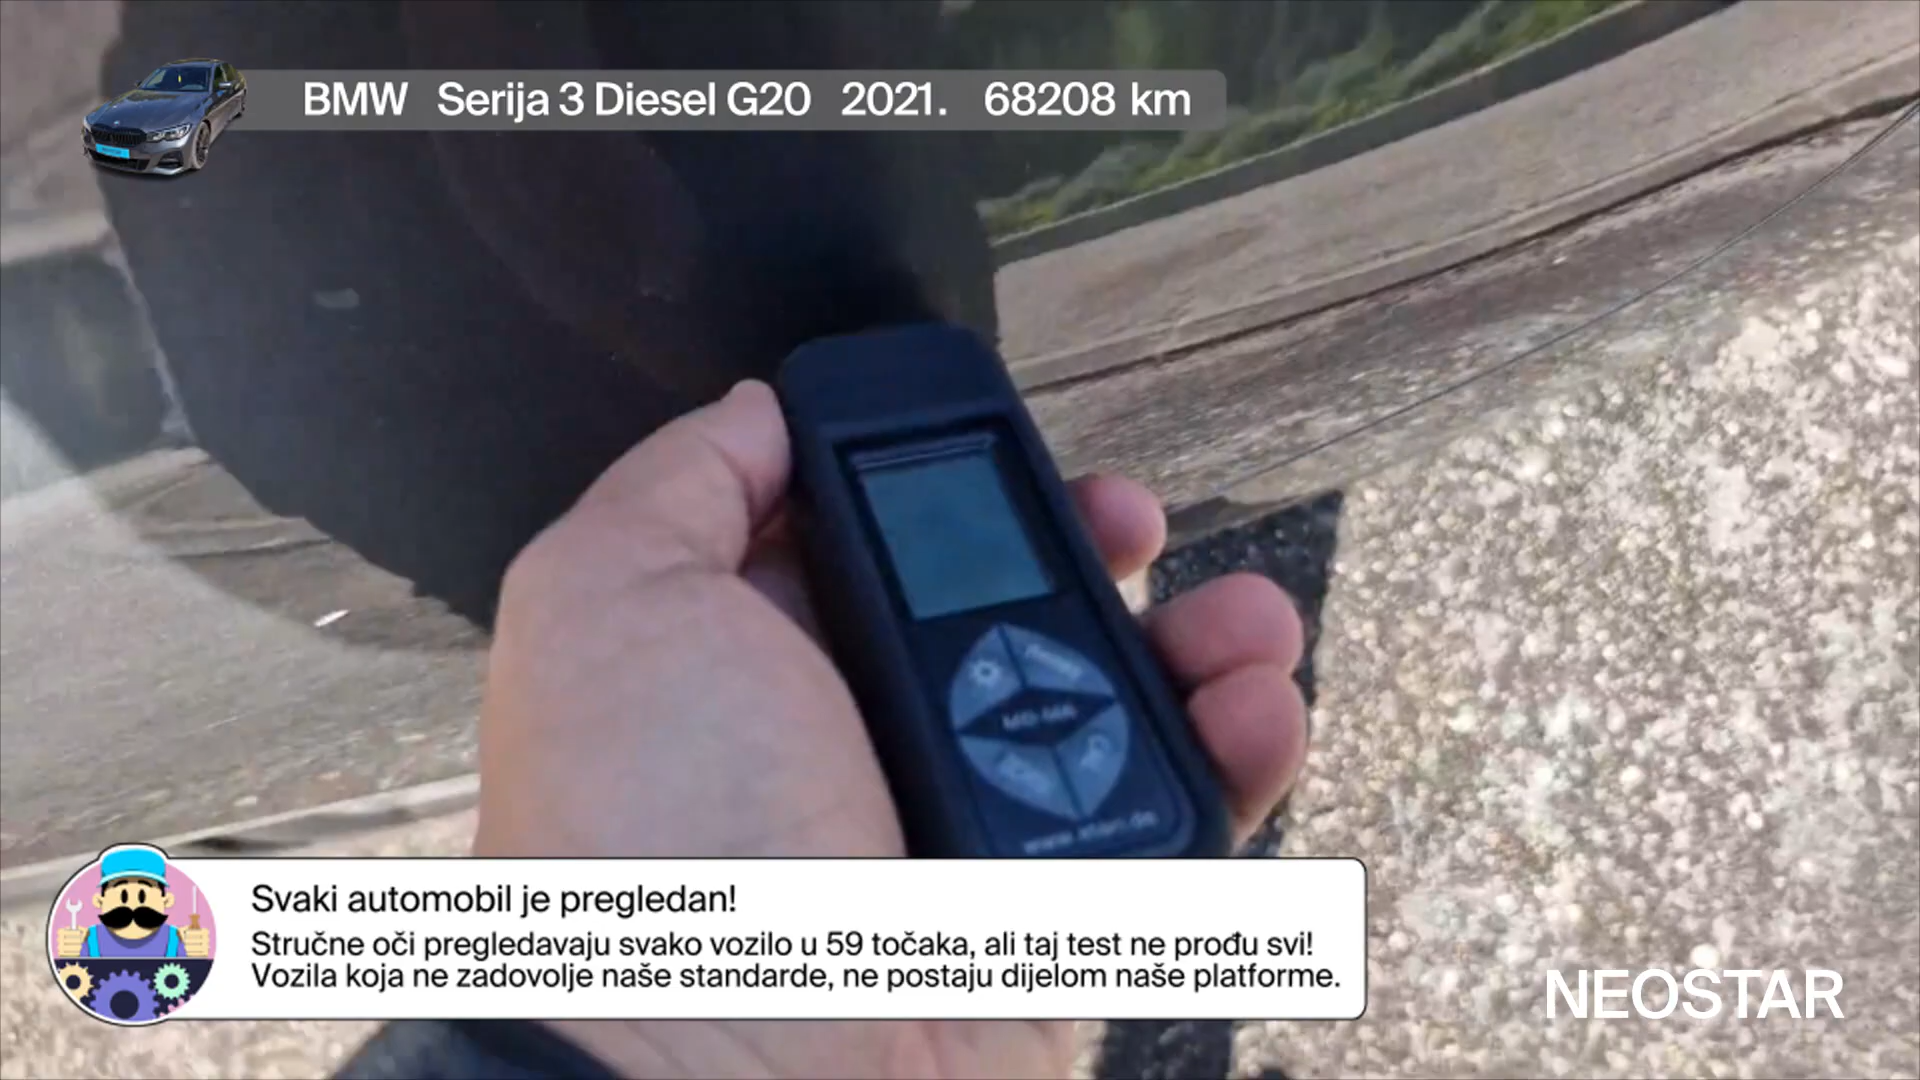 BMW Serija 3 Diesel G20 2021. 68208 km
Svaki automobil je pregledan!
Stručne oči pregledavaju svako vozilo u 59 točaka, ali taj test ne prođu svi!
Vozila koja ne zadovolje naše standarde, ne postaju dijelom naše platforme.
NEOSTAR